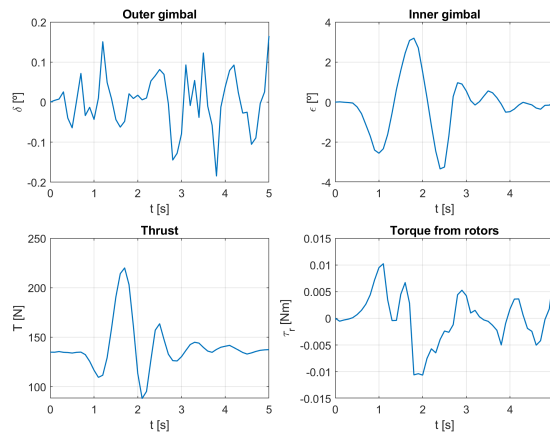 Outer gimbal
0.2
0.1
0
-0.1
-0.2
δ [º]
0 1 2 3 4 5
t [s]
Inner gimbal
4
2
0
-2
-4
ϵ [º]
0 1 2 3 4
t [s]
Thrust
250
200
150
100
T [N]
0 1 2 3 4 5
t [s]
Torque from rotors
0.015
0.01
0.005
0
-0.005
-0.01
-0.015
τr [Nm]
0 1 2 3 4
t [s]